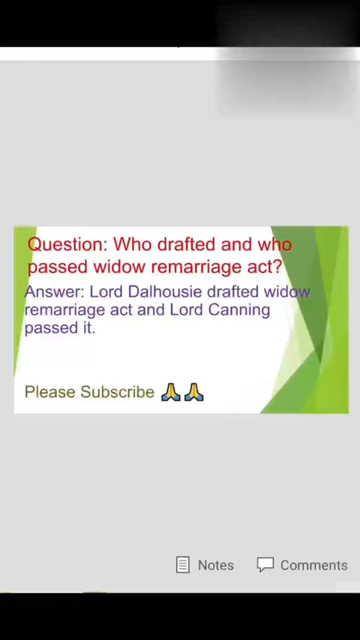 Question: Who drafted and who
passed widow remarriage act?
Answer: Lord Dalhousie drafted widow
remarriage act and Lord Canning
passed it.
Please Subscribe 🙏 🙏
Notes
Comments